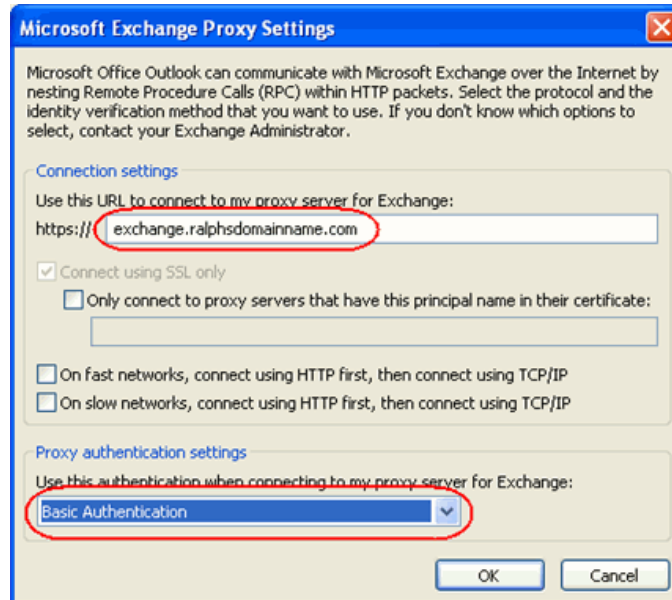 Microsoft Exchange Proxy Settings
Microsoft Office Outlook can communicate with Microsoft Exchange over the Internet by
nesting Remote Procedure Calls (RPC) within HTTP packets. Select the protocol and the
identity verification method that you want to use. If you don't know which options to
select, contact your Exchange Administrator.
Connection settings
Use this URL to connect to my proxy server for Exchange:
https:// exchange.ralphsdomainname.com
Connect using SSL only
Only connect to proxy servers that have this principal name in their certificate:
On fast networks, connect using HTTP first, then connect using TCP/IP
On slow networks, connect using HTTP first, then connect using TCP/IP
Proxy authentication settings
Use this authentication when connecting to my proxy server for Exchange:
Basic Authentication
OK Cancel